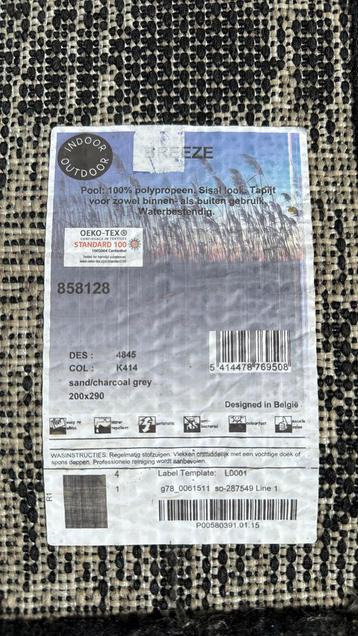 INDOOR
OUTDOOR
BREEZE
Pool: 100% polypropeen. Sisal look. Tapijt
voor zowel binnen- als buiten gebruik.
Waterbestendig.
OEKO-TEX®
STANDARD 100
858128
DES : 4845
COL : K414
sand/charcoal grey
200x290
5 414478 769508
Designed in België
WASINSTRUCTIES: Regelmatig stofzuigen. Vlekken onmiddellijk met een vochtige doek of
spons deppen. Professionele reiniging wordt aanbevolen.
4 Label Template: L0001
1 g78_0061511 so-287549 Line 1
R1
P00580391.01.15